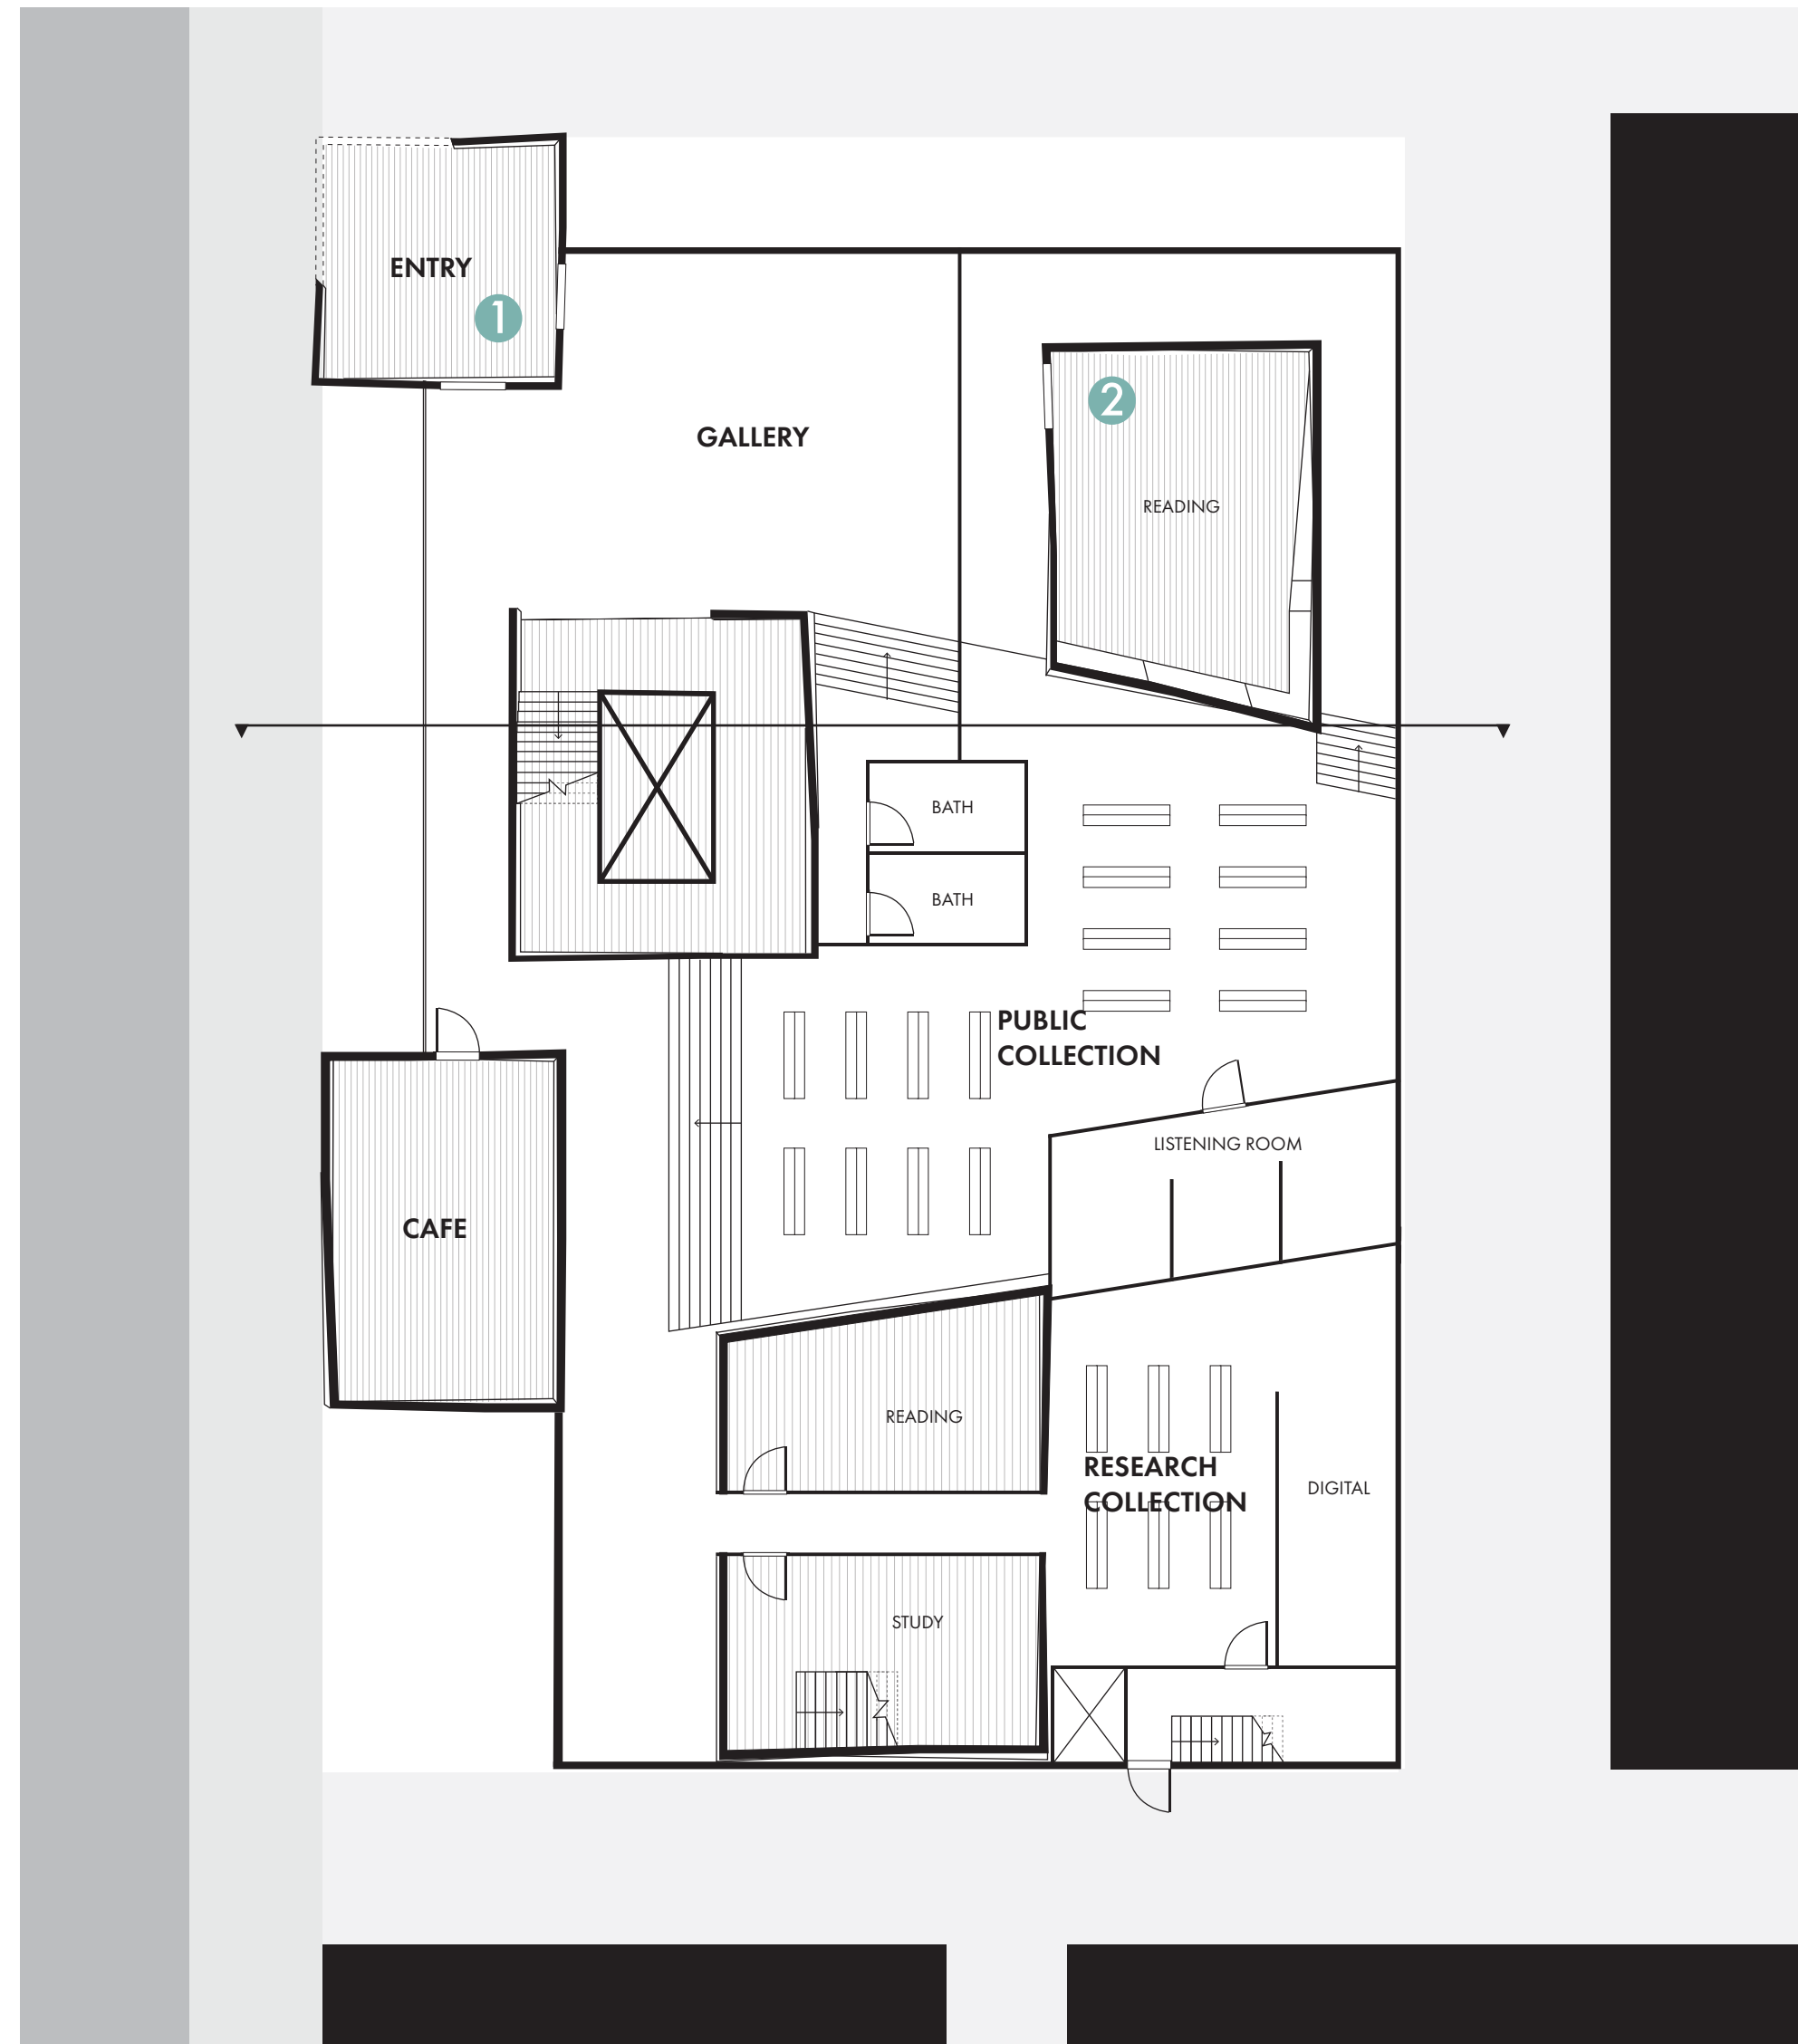 ENTRY
1
2
GALLERY
READING
BATH
BATH
PUBLIC
COLLECTION
LISTENING ROOM
CAFE
READING
RESEARCH
COLLECTION
DIGITAL
STUDY